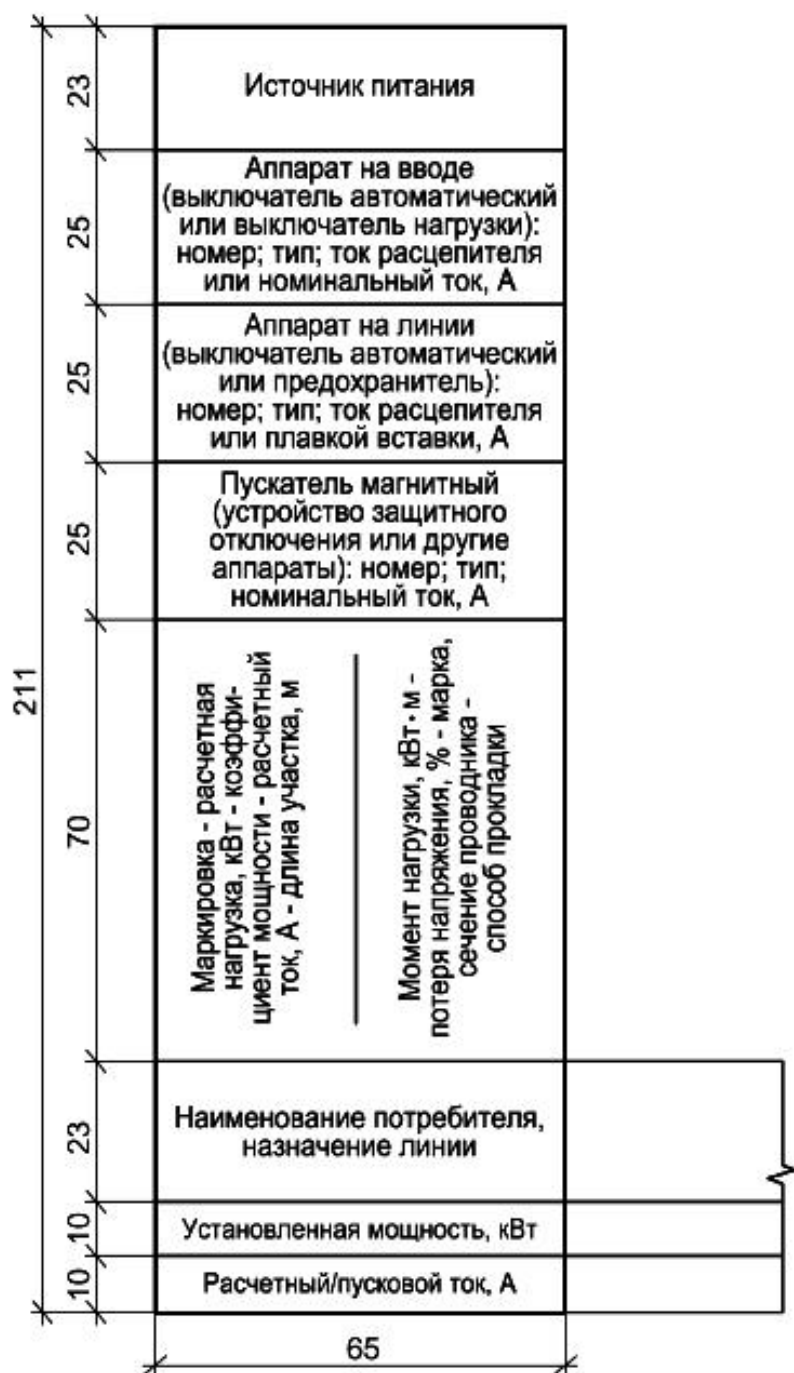 23
Источник питания
25
Аппарат на вводе
(выключатель автоматический
или выключатель нагрузки):
номер; тип; ток расцепителя
или номинальный ток, А
25
Аппарат на линии
(выключатель автоматический
или предохранитель):
номер; тип; ток расцепителя
или плавкой вставки, А
25
Пускатель магнитный
(устройство защитного
отключения или другие
аппараты): номер; тип;
номинальный ток, А
211
70
Маркировка - расчетная
нагрузка, кВт - коэффи-
циент мощности - расчетный
ток, А - длина участка, м
Момент нагрузки, кВт·м -
потеря напряжения, % - марка,
сечение проводника -
способ прокладки
23
Наименование потребителя,
назначение линии
10
Установленная мощность, кВт
10
Расчетный/пусковой ток, А
65